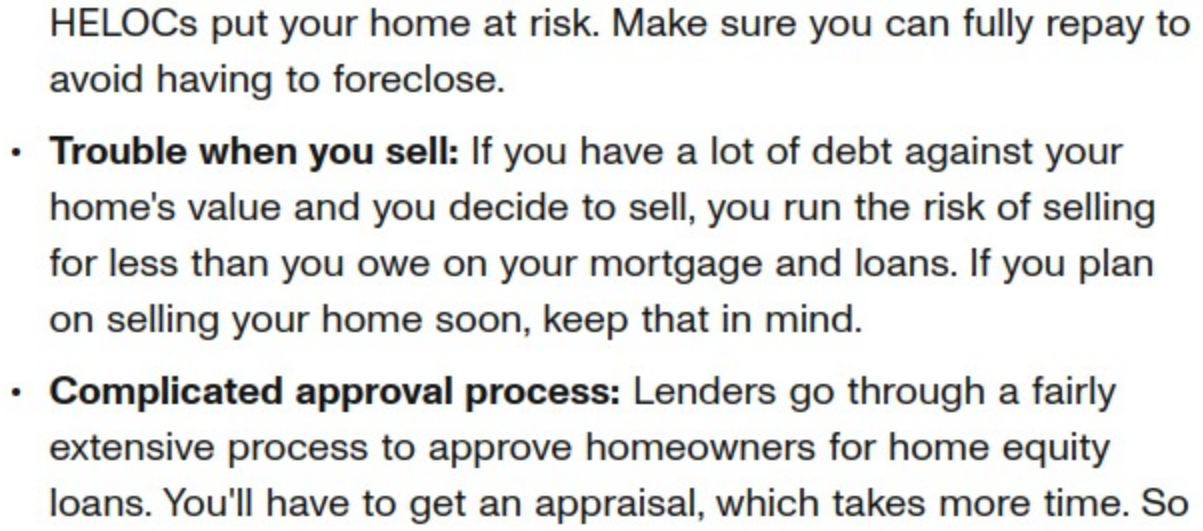 HELOCs put your home at risk. Make sure you can fully repay to
avoid having to foreclose.
• Trouble when you sell: If you have a lot of debt against your
home's value and you decide to sell, you run the risk of selling
for less than you owe on your mortgage and loans. If you plan
on selling your home soon, keep that in mind.
• Complicated approval process: Lenders go through a fairly
extensive process to approve homeowners for home equity
loans. You'll have to get an appraisal, which takes more time. So